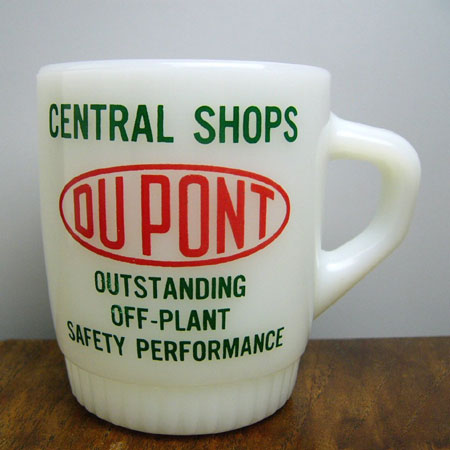 CENTRAL SHOPS
DU PONT
OUTSTANDING
OFF-PLANT
SAFETY PERFORMANCE